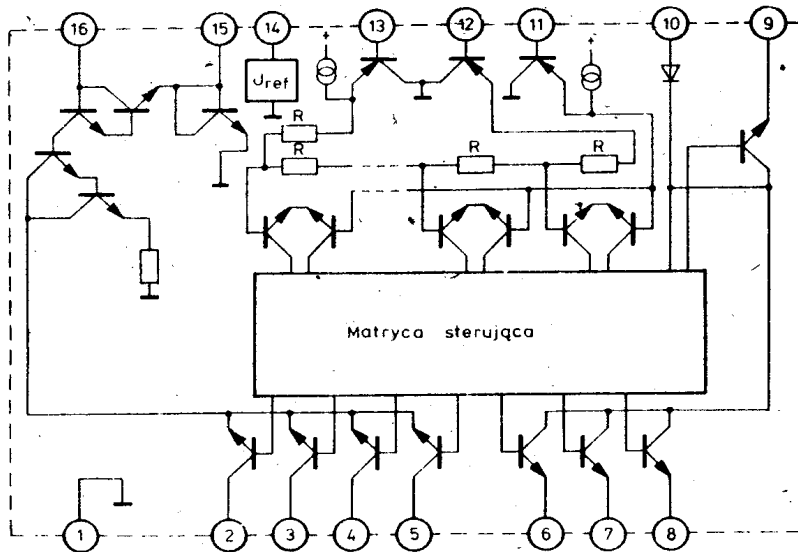 16 15 14 13 12 11 10 9
+ +
Uref
R
R R R
Matryca sterująca
1 2 3 4 5 6 7 8